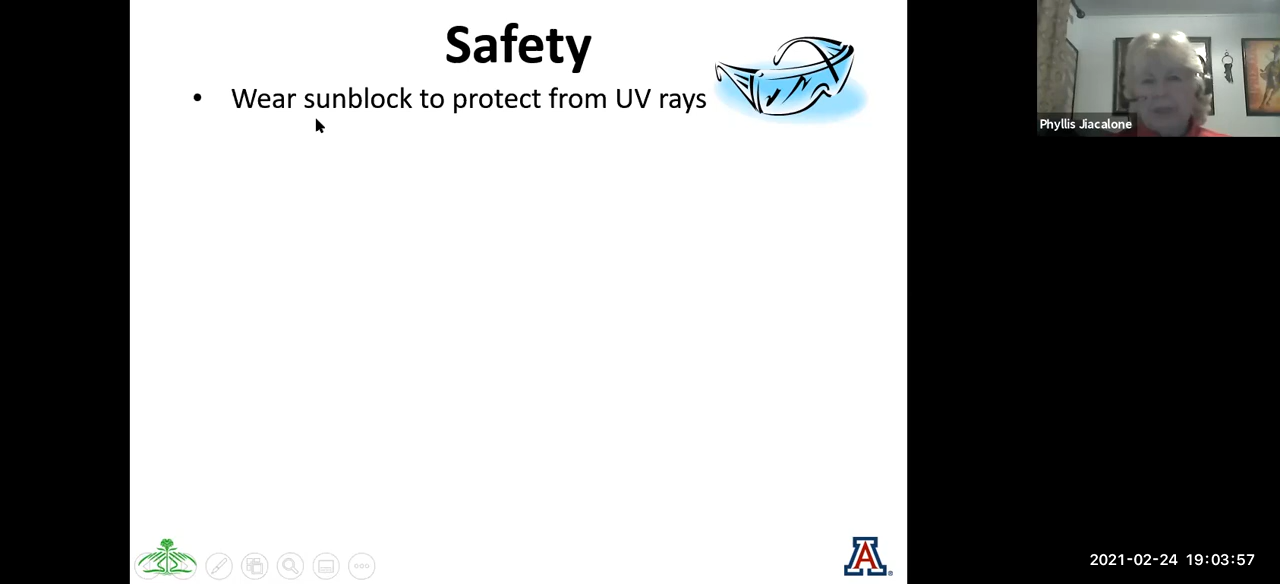 Safety
• Wear sunblock to protect from UV rays
Phyllis Jiacalone
A
2021-02-24 19:03:57